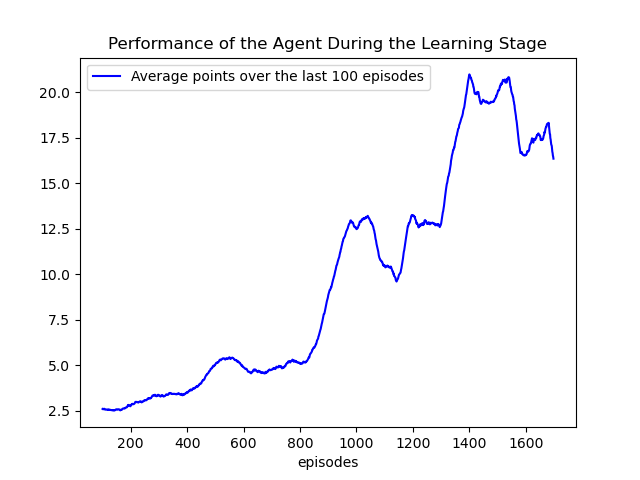 Performance of the Agent During the Learning Stage
Average points over the last 100 episodes
20.0
17.5
15.0
12.5
10.0
7.5
5.0
2.5
200 400 600 800 1000 1200 1400 1600
episodes